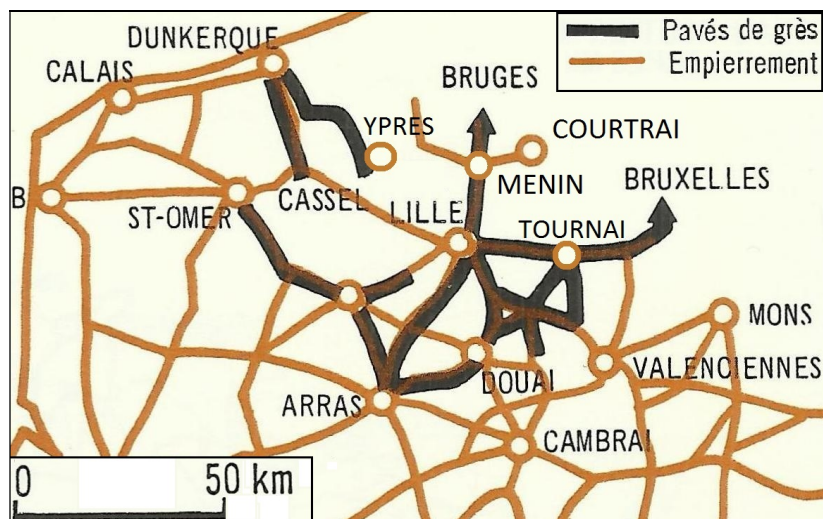 Pavés de grès
Empierrement
DUNKERQUE
CALAIS
BRUGES
YPRES
COURTRAI
B
ST-OMER
CASSEL
MENIN
BRUXELLES
LILLE
TOURNAI
MONS
DOUAI
VALENCIENNES
ARRAS
CAMBRAI
0 50 km